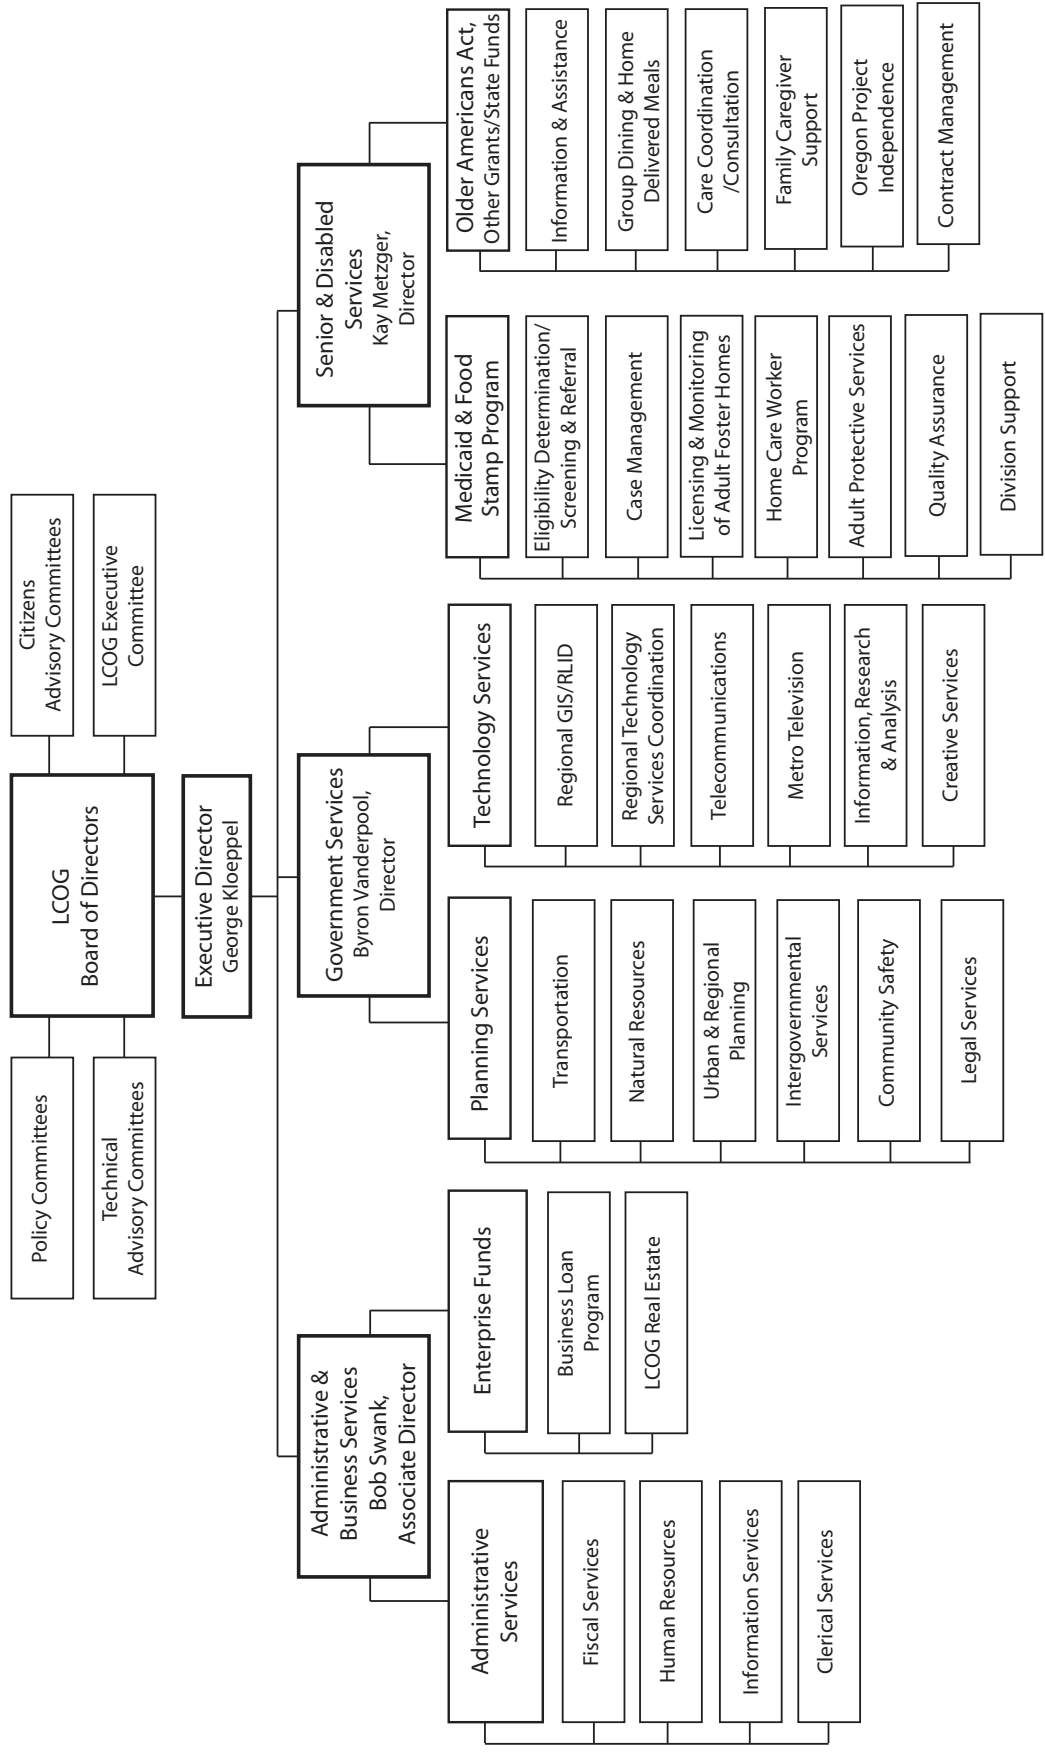 LCOG
Board of Directors
Policy Committees
Technical
Advisory Committees
Citizens
Advisory Committees
LCOG Executive
Committee
Executive Director
George Kloeppel
Administrative &
Business Services
Bob Swank,
Associate Director
Government Services
Byron Vanderpool,
Director
Senior & Disabled
Services
Kay Metzger,
Director
Administrative
Services
Fiscal Services
Human Resources
Information Services
Clerical Services
Enterprise Funds
Business Loan
Program
LCOG Real Estate
Planning Services
Transportation
Natural Resources
Urban & Regional
Planning
Intergovernmental
Services
Community Safety
Legal Services
Technology Services
Regional GIS/RLID
Regional Technology
Services Coordination
Telecommunications
Metro Television
Information, Research
& Analysis
Creative Services
Medicaid & Food
Stamp Program
Eligibility Determination/
Screening & Referral
Case Management
Licensing & Monitoring
of Adult Foster Homes
Home Care Worker
Program
Adult Protective Services
Quality Assurance
Division Support
Older Americans Act,
Other Grants/State Funds
Information & Assistance
Group Dining & Home
Delivered Meals
Care Coordination
/Consultation
Family Caregiver
Support
Oregon Project
Independence
Contract Management